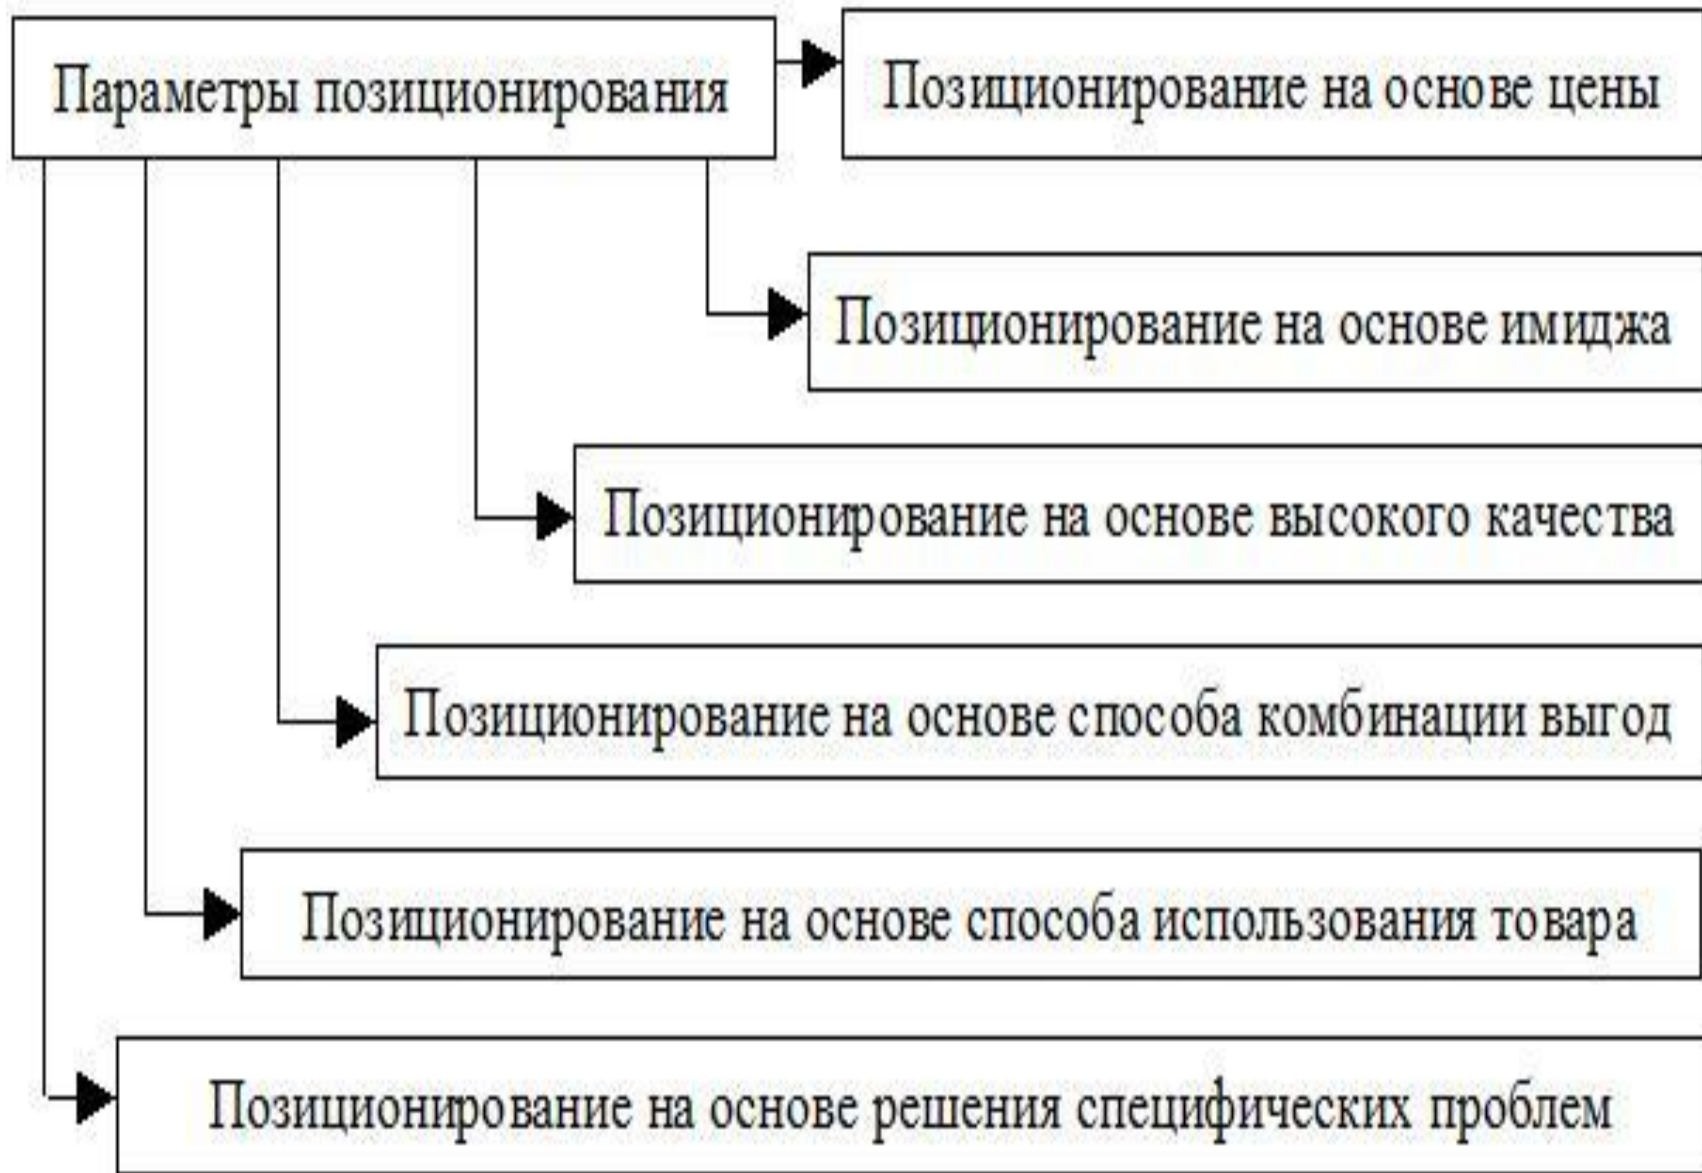 Параметры позиционирования
Позиционирование на основе цены
Позиционирование на основе имиджа
Позиционирование на основе высокого качества
Позиционирование на основе способа комбинации выгод
Позиционирование на основе способа использования товара
Позиционирование на основе решения специфических проблем